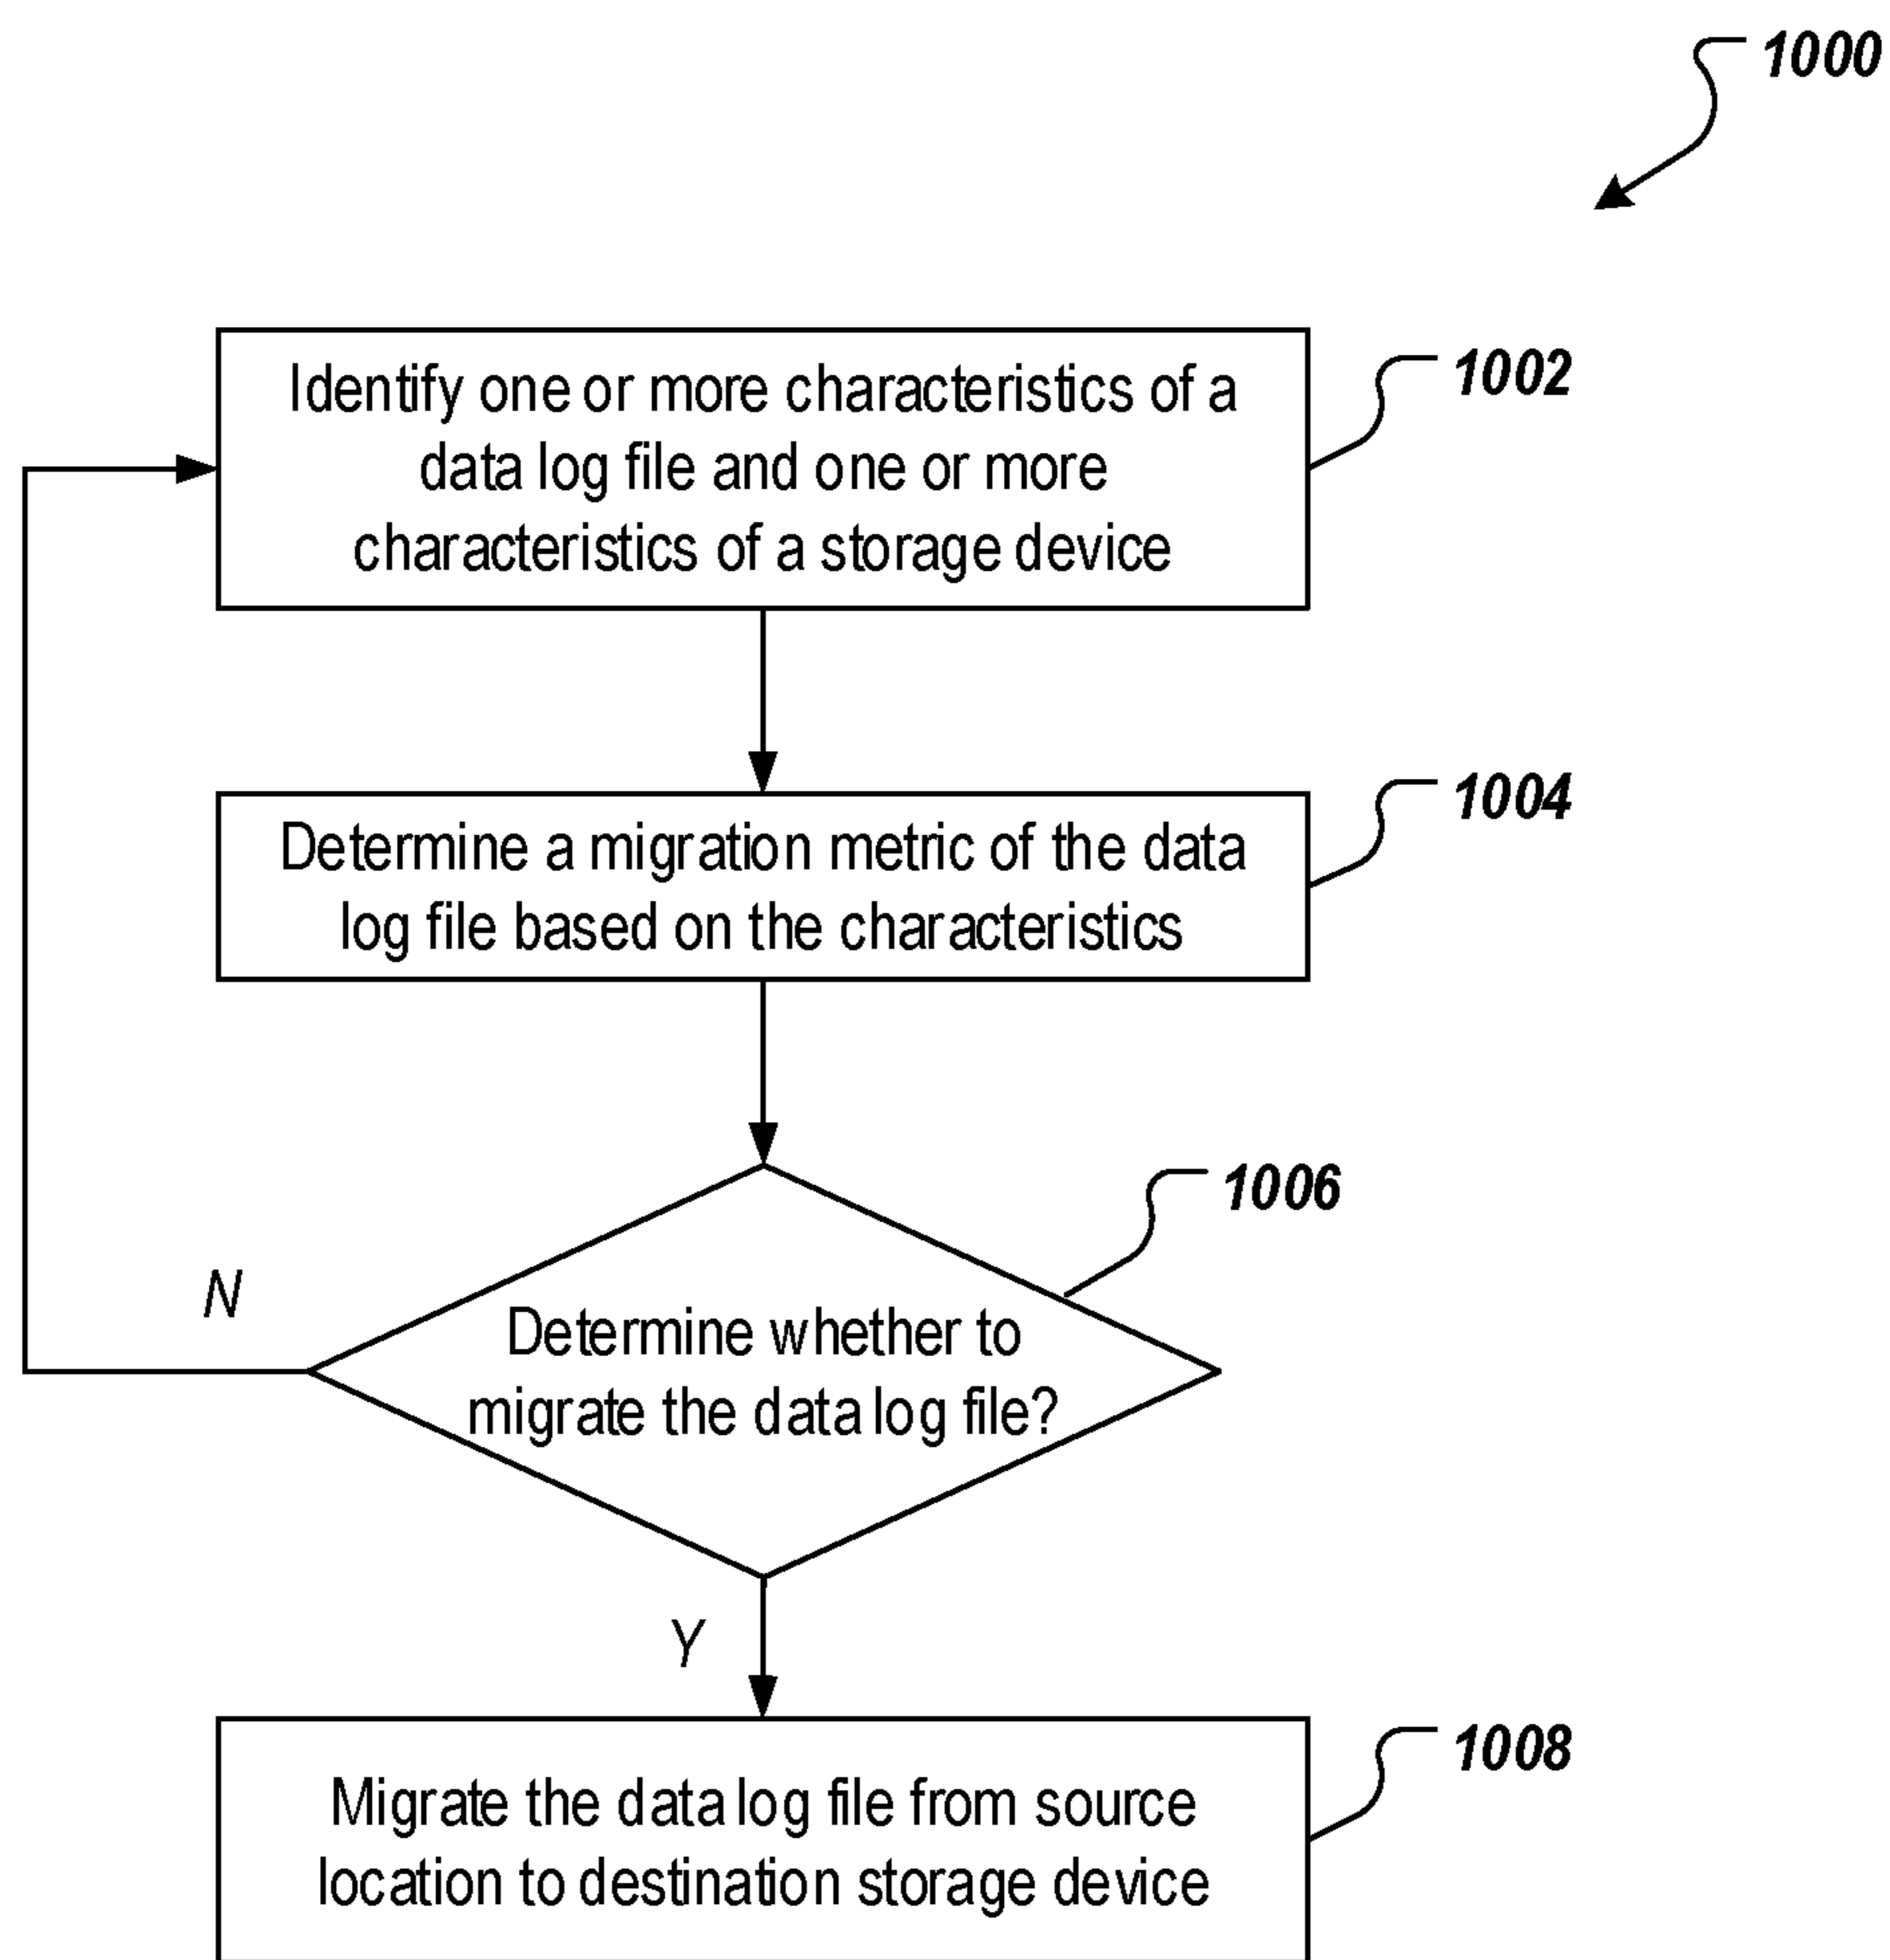 1000
Identify one or more characteristics of a
data log file and one or more
characteristics of a storage device
1002
Determine a migration metric of the data
log file based on the characteristics
1004
1006
Determine whether to
migrate the data log file?
N
Y
Migrate the data log file from source
location to destination storage device
1008